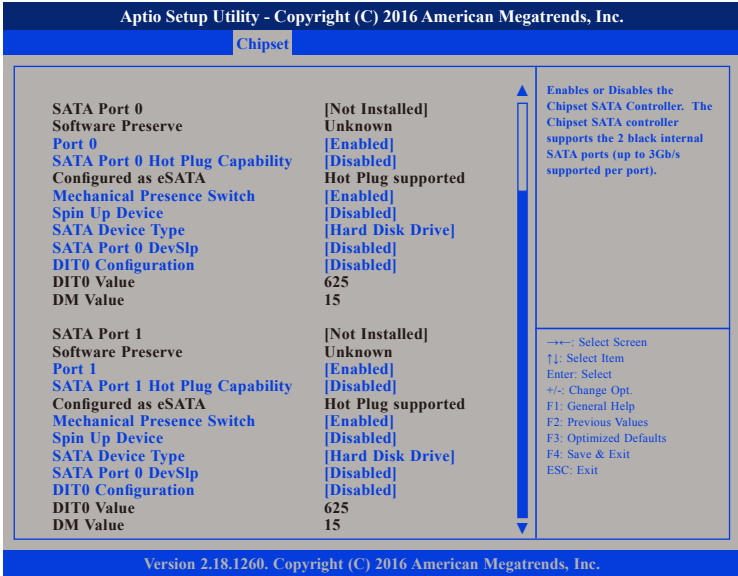 Aptio Setup Utility - Copyright (C) 2016 American Megatrends, Inc.
Chipset
SATA Port 0 [Not Installed]
Software Preserve Unknown
Port 0 [Enabled]
SATA Port 0 Hot Plug Capability [Disabled]
Configured as eSATA Hot Plug supported
Mechanical Presence Switch [Enabled]
Spin Up Device [Disabled]
SATA Device Type [Hard Disk Drive]
SATA Port 0 DevSlp [Disabled]
DIT0 Configuration [Disabled]
DIT0 Value 625
DM Value 15
SATA Port 1 [Not Installed]
Software Preserve Unknown
Port 1 [Enabled]
SATA Port 1 Hot Plug Capability [Disabled]
Configured as eSATA Hot Plug supported
Mechanical Presence Switch [Enabled]
Spin Up Device [Disabled]
SATA Device Type [Hard Disk Drive]
SATA Port 0 DevSlp [Disabled]
DIT0 Configuration [Disabled]
DIT0 Value 625
DM Value 15
Enables or Disables the
Chipset SATA Controller. The
Chipset SATA controller
supports the 2 black internal
SATA ports (up to 3Gb/s
supported per port).
→←: Select Screen
↑↓: Select Item
Enter: Select
+/-: Change Opt.
F1: General Help
F2: Previous Values
F3: Optimized Defaults
F4: Save & Exit
ESC: Exit
Version 2.18.1260. Copyright (C) 2016 American Megatrends, Inc.